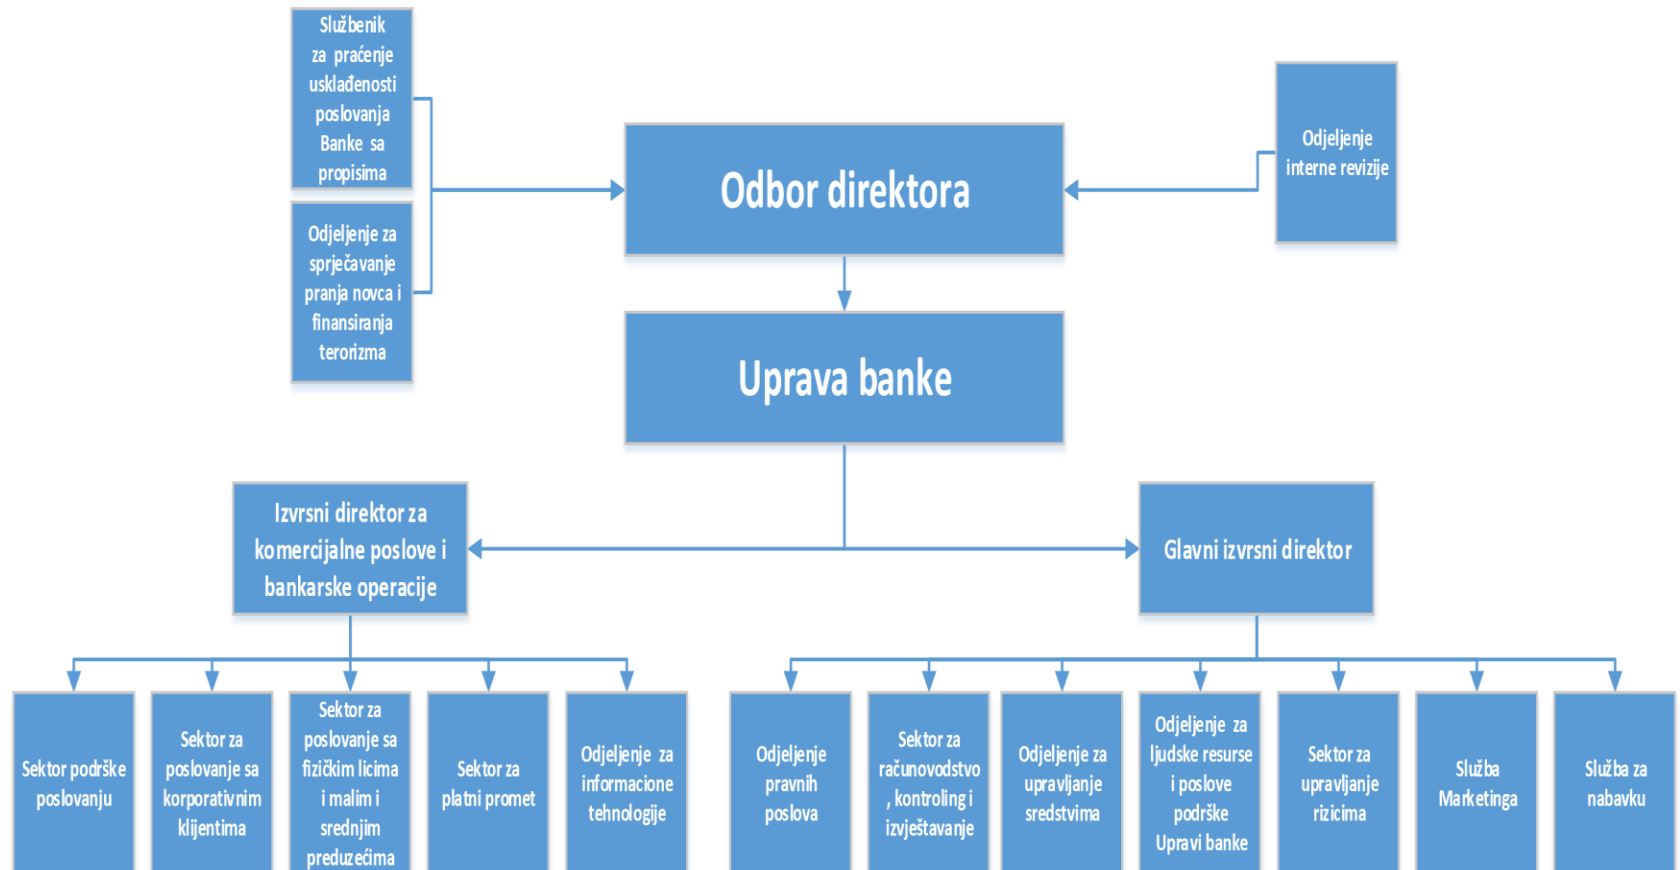 Službenik
za praćenje
usklađenosti
poslovanja
Banke sa
propisima
Odjeljenje za
sprječavanje
pranja novca i
finansiranja
terorizma
Odbor direktora
Odjeljenje
interne revizije
Uprava banke
Izvrsni direktor za
komercijalne poslove i
bankarske operacije
Glavni izvrsni direktor
Sektor podrške
poslovanju
Sektor za
poslovanje sa
korporativnim
klijentima
Sektor za
poslovanje sa
fizičkim licima
i malim i
srednjim
preduzećima
Sektor za
platni promet
Odjeljenje za
informacione
tehnologije
Odjeljenje
pravnih
poslova
Sektor za
računovodstvo
, kontroling i
izvještavanje
Odjeljenje za
upravljanje
sredstvima
Odjeljenje za
ljudske resurse
i poslove
podrške
Upravi banke
Sektor za
upravljanje
rizicima
Služba
Marketinga
Služba za
nabavku